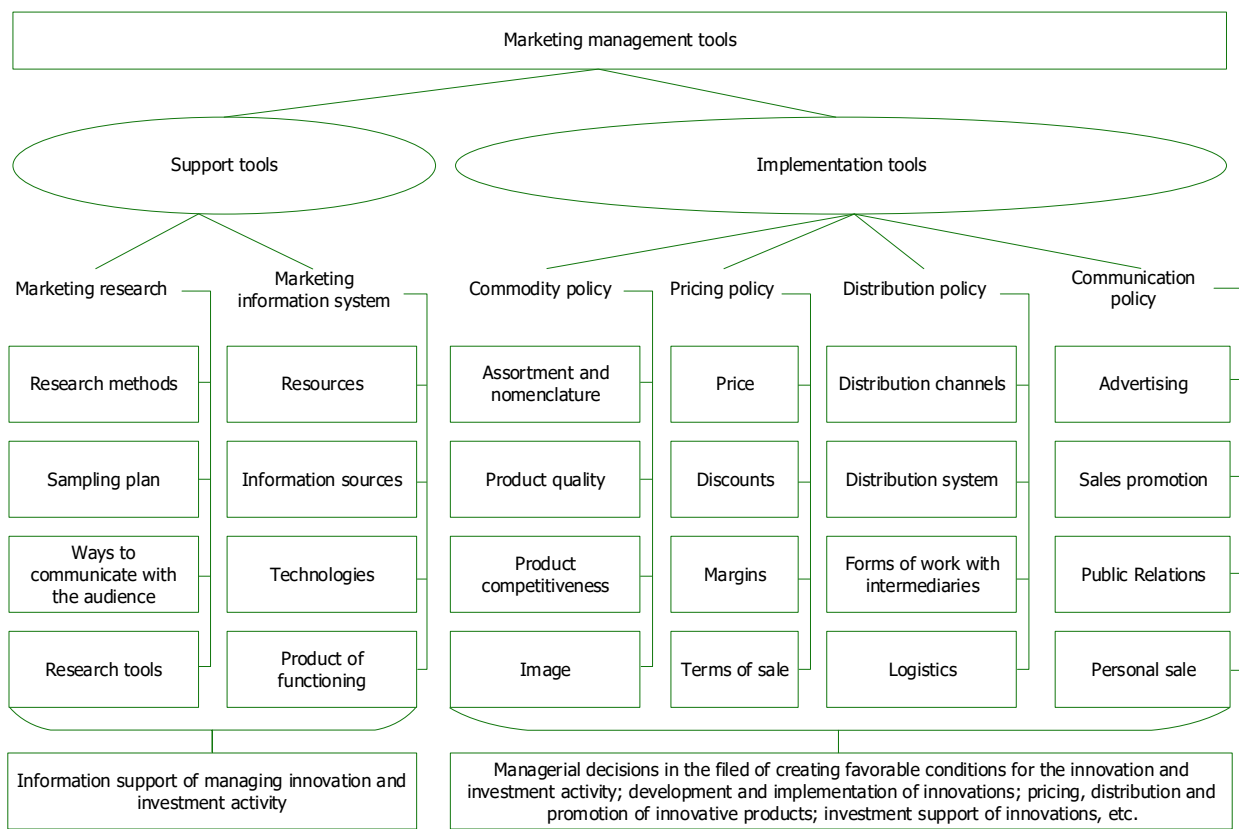 Marketing management tools
Support tools
Implementation tools
Marketing research
Marketing
information system
Commodity policy
Pricing policy
Distribution policy
Communication
policy
Research methods
Resources
Assortment and
nomenclature
Price
Distribution channels
Advertising
Sampling plan
Information sources
Product quality
Discounts
Distribution system
Sales promotion
Ways to
communicate with
the audience
Technologies
Product
competitiveness
Margins
Forms of work with
intermediaries
Public Relations
Research tools
Product of
functioning
Image
Terms of sale
Logistics
Personal sale
Information support of managing innovation and
investment activity
Managerial decisions in the filed of creating favorable conditions for the innovation and
investment activity; development and implementation of innovations; pricing, distribution and
promotion of innovative products; investment support of innovations, etc.